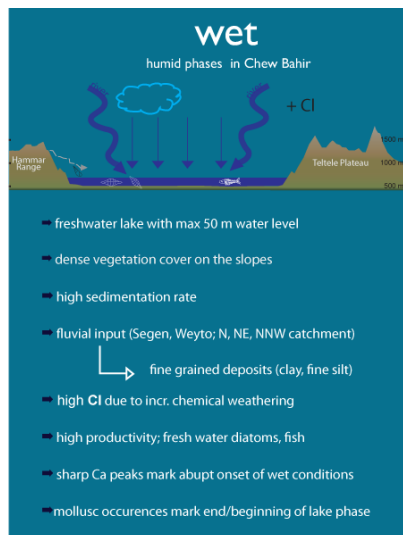 wet
humid phases in Chew Bahir
+ Cl
1500 m
Hammar
Range
Teltele Plateau
1000 m
500 m
➡ freshwater lake with max 50 m water level
➡ dense vegetation cover on the slopes
➡ high sedimentation rate
➡ fluvial input (Segen, Weyto; N, NE, NNW catchment)
fine grained deposits (clay, fine silt)
➡ high Cl due to incr. chemical weathering
➡ high productivity; fresh water diatoms, fish
➡ sharp Ca peaks mark abupt onset of wet conditions
➡ mollusc occurences mark end/beginning of lake phase